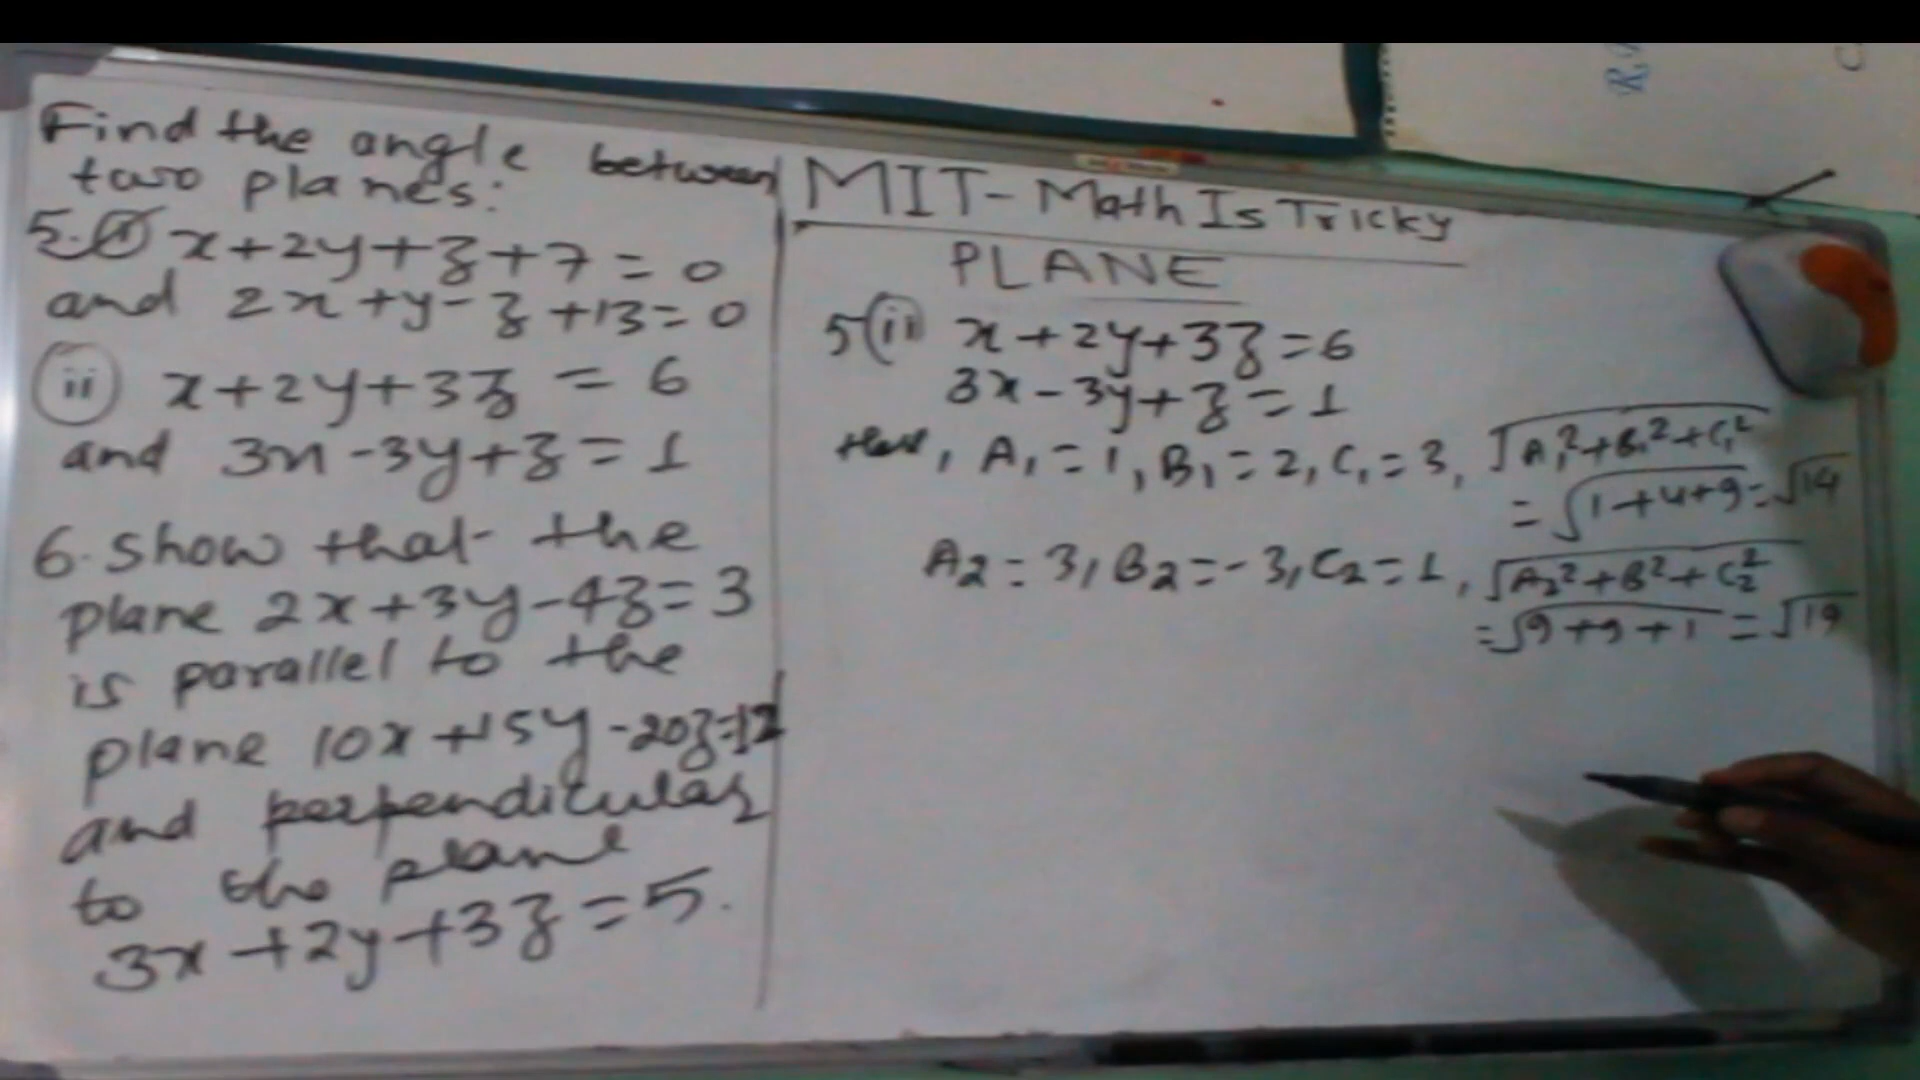 Find the angle between
two planes:
5.(i) x+2y+z+7=0
and 2x+y-z+13=0
(ii) x+2y+3z = 6
and 3x-3y+z=1
6. show that the
plane 2x+3y-4z=3
is parallel to the
plane 10x+15y-20z=12
and perpendicular
to the plane
3x+2y+3z=5.
MIT- Math Is Tricky
PLANE
5(ii) x+2y+3z=6
3x-3y+z=1
, A₁=1, B₁=2, C₁=3, √A₁²+B₁²+C₁²
=√1+4+9=√14
A₂=3, B₂=-3, C₂=1, √A₂²+B²+C₂²
=√9+9+1=√19